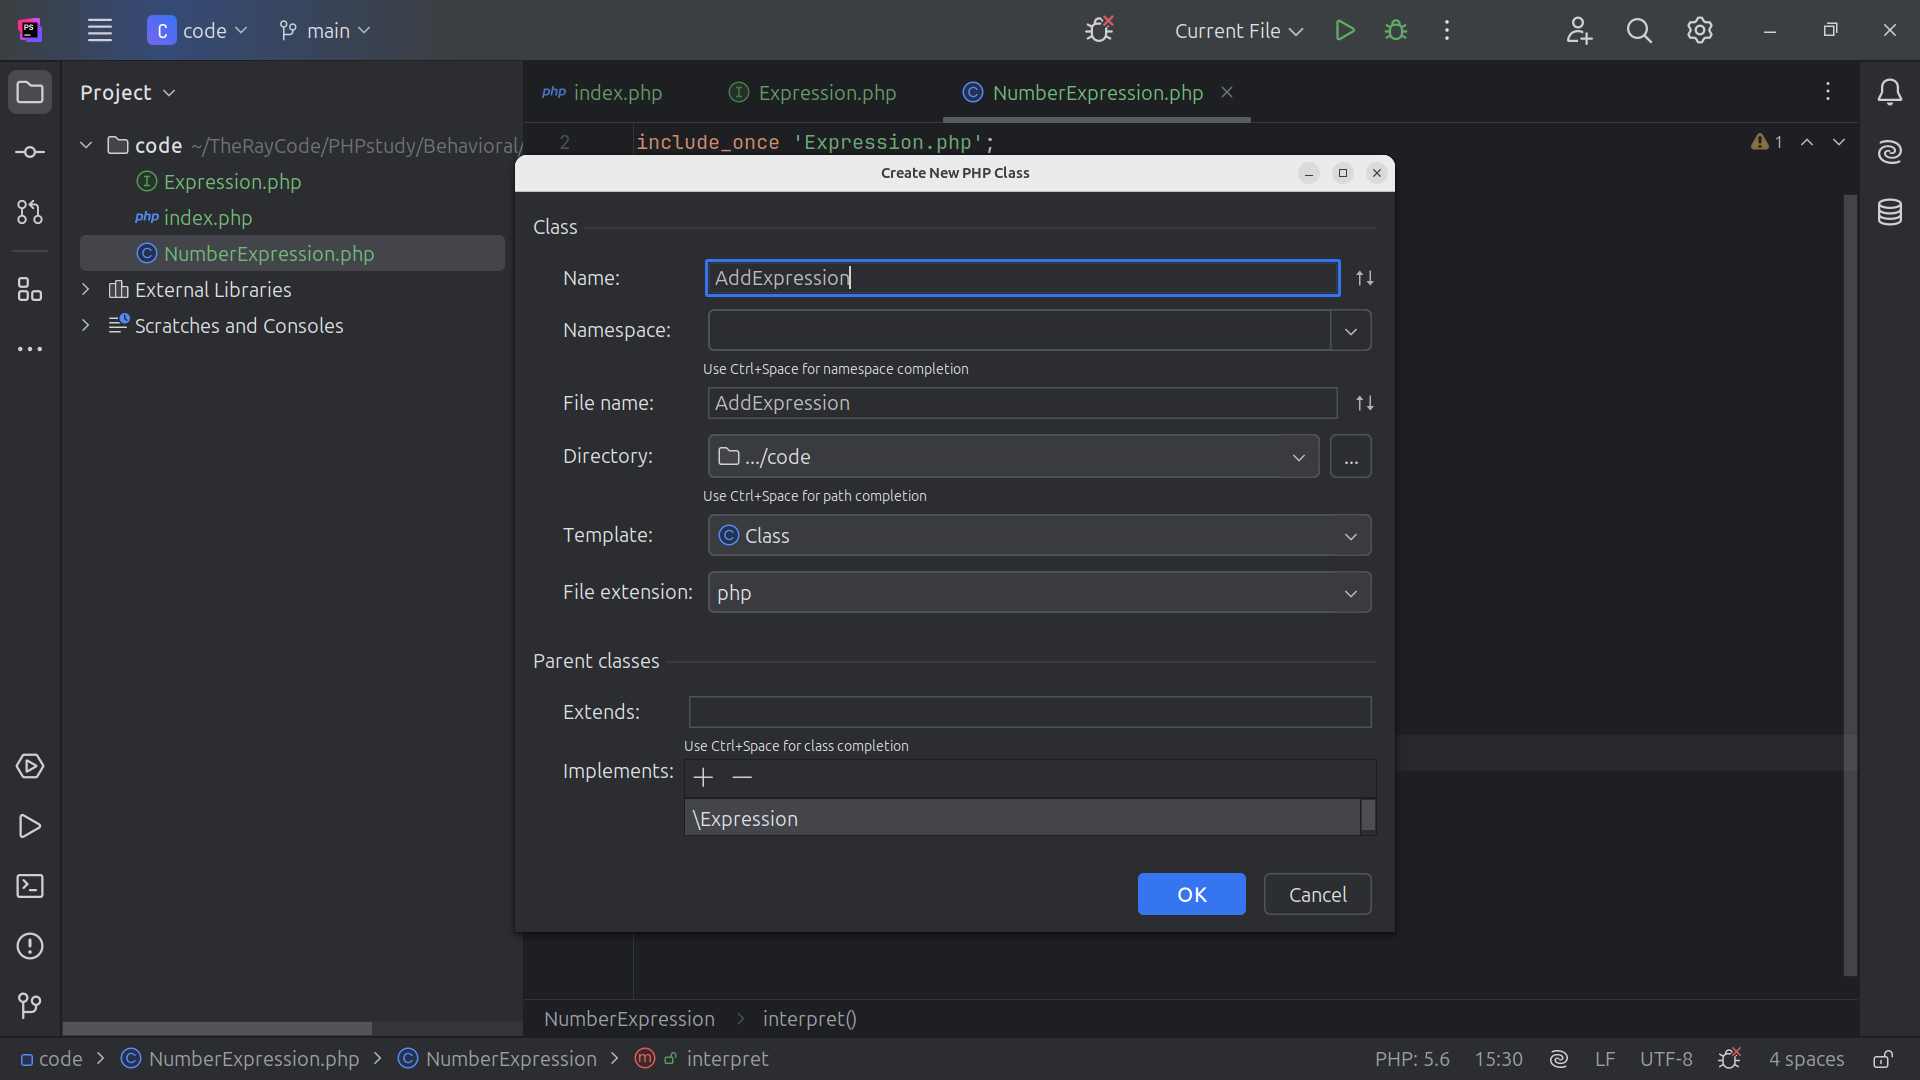 PS
C code
main
Current File
Project
php index.php
Expression.php
NumberExpression.php
code ~/TheRayCode/PHPstudy/Behavioral/
Expression.php
php index.php
NumberExpression.php
External Libraries
Scratches and Consoles
2 include_once 'Expression.php';
1
Create New PHP Class
Class
Name: AddExpression
Namespace:
Use Ctrl+Space for namespace completion
File name: AddExpression
Directory: .../code ...
Use Ctrl+Space for path completion
Template: Class
File extension: php
Parent classes
Extends:
Use Ctrl+Space for class completion
Implements:
\Expression
OK Cancel
NumberExpression > interpret()
code > NumberExpression.php > NumberExpression > m interpret
PHP: 5.6 15:30 LF UTF-8 4 spaces